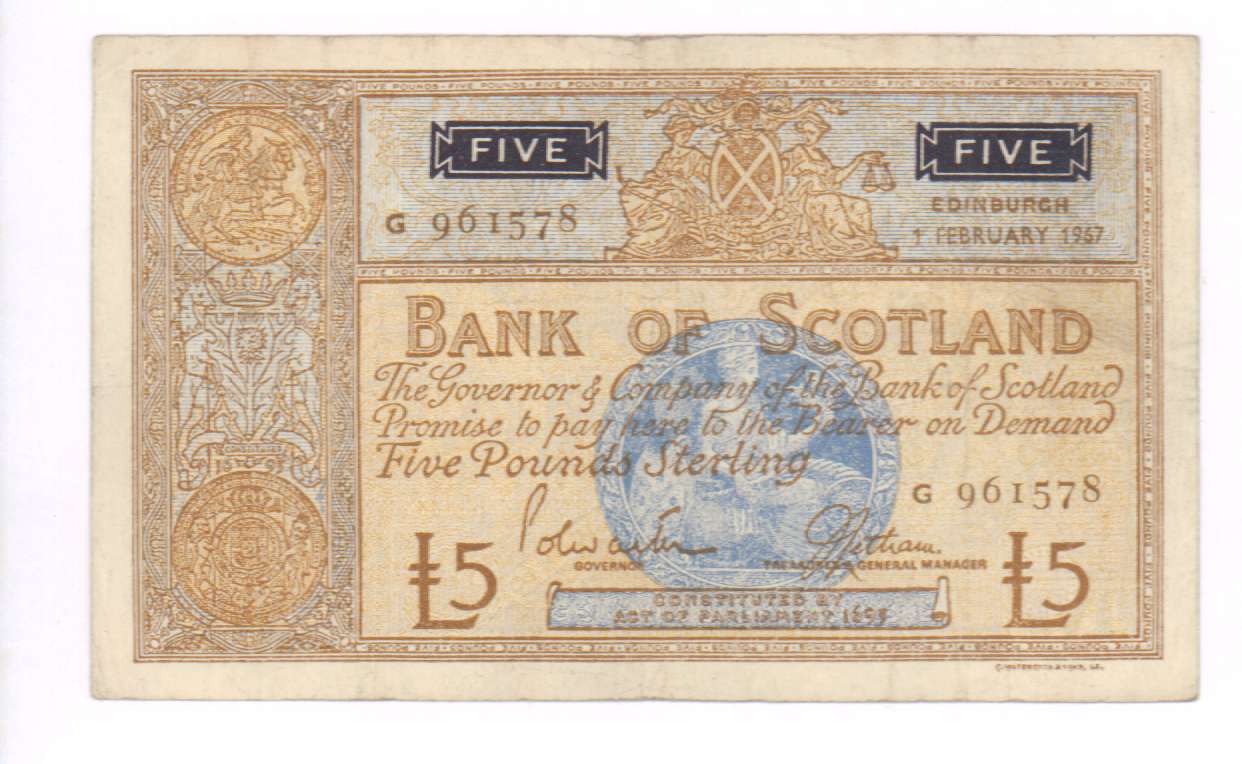 FIVE
FIVE
G 961578
EDINBURGH
1 FEBRUARY 1967
BANK OF SCOTLAND
The Governor & Company of the Bank of Scotland
Promise to pay here to the Bearer on Demand
Five Pounds Sterling
G 961578
GOVERNOR
TREASURER & GENERAL MANAGER
£5
£5
CONSTITUTED BY
ACT OF PARLIAMENT 1695